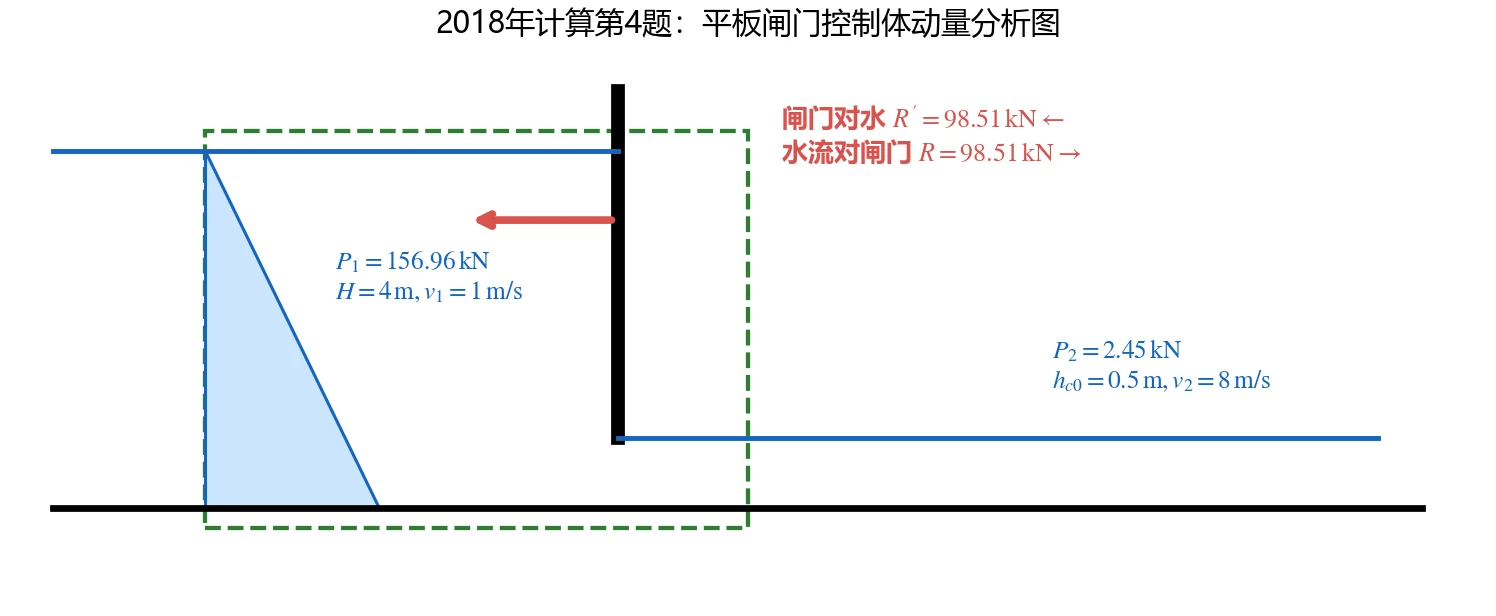 2018年计算第4题：平板闸门控制体动量分析图
闸门对水 R′ = 98.51 kN ←
水流对闸门 R = 98.51 kN →
P₁ = 156.96 kN
H = 4 m, v₁ = 1 m/s
P₂ = 2.45 kN
h_{c0} = 0.5 m, v₂ = 8 m/s